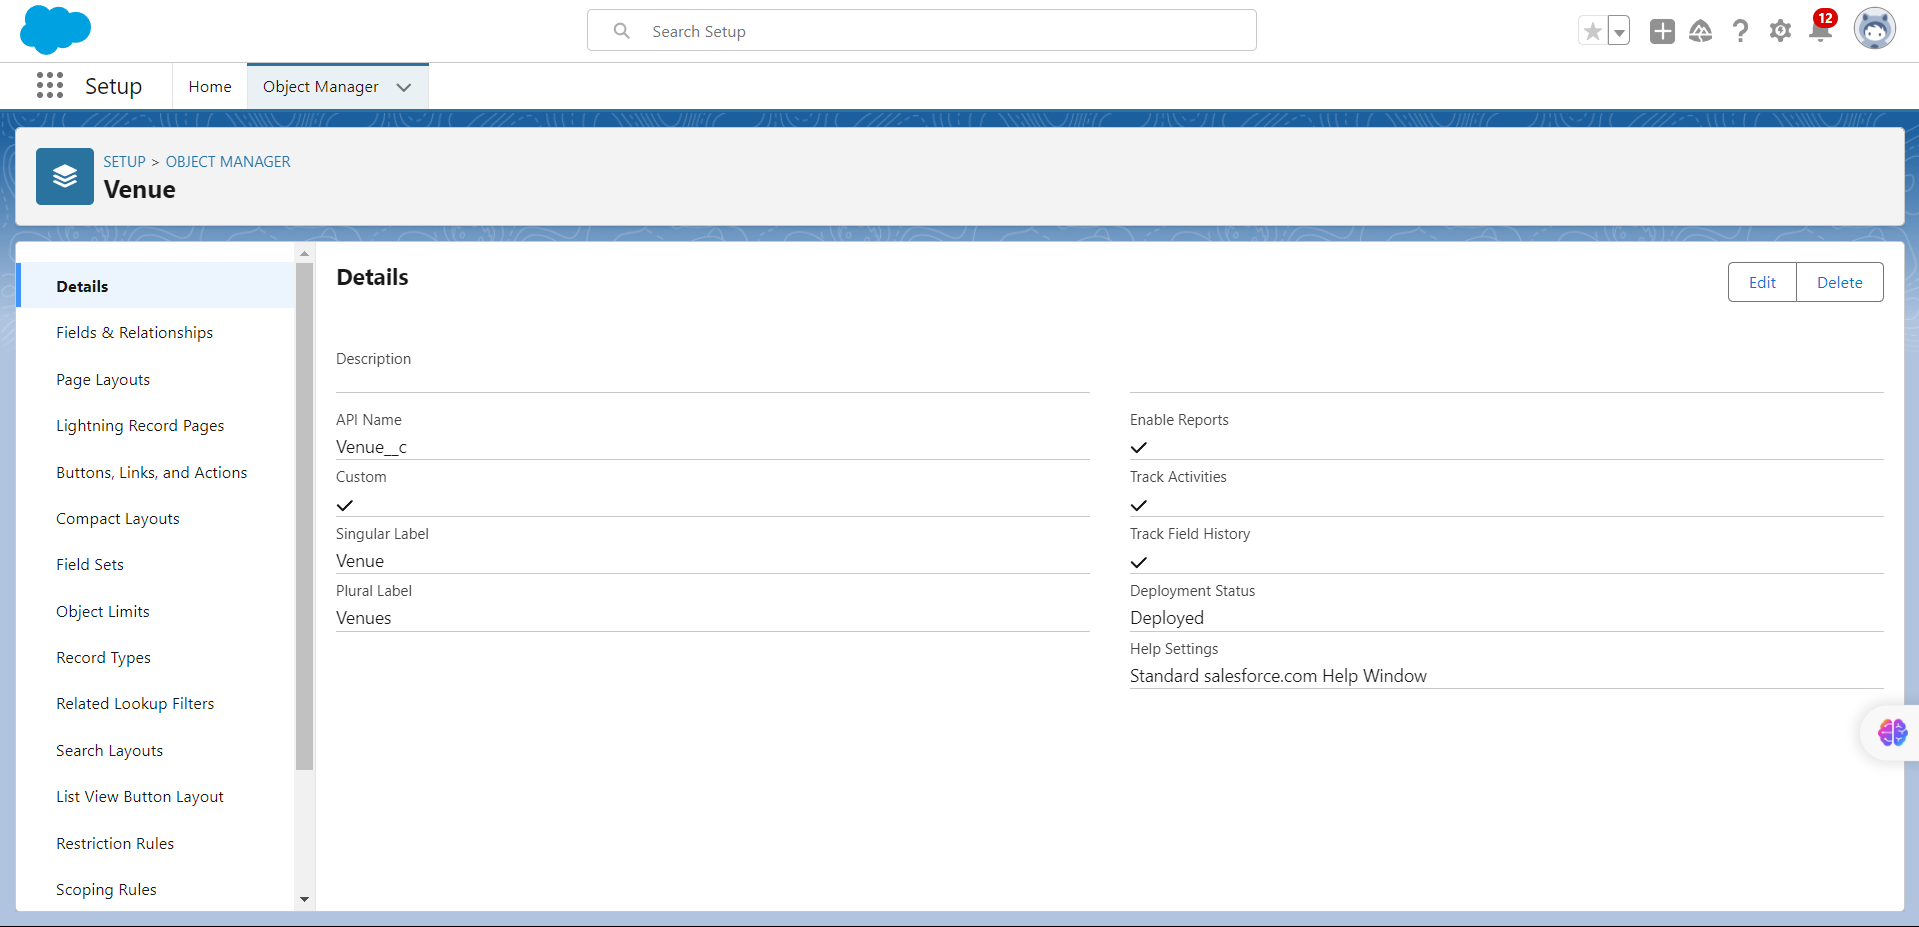 Search Setup
12
Setup
Home
Object Manager
SETUP > OBJECT MANAGER
Venue
Details
Fields & Relationships
Page Layouts
Lightning Record Pages
Buttons, Links, and Actions
Compact Layouts
Field Sets
Object Limits
Record Types
Related Lookup Filters
Search Layouts
List View Button Layout
Restriction Rules
Scoping Rules
Details
Edit
Delete
Description
API Name
Venue__c
Custom
Singular Label
Venue
Plural Label
Venues
Enable Reports
Track Activities
Track Field History
Deployment Status
Deployed
Help Settings
Standard salesforce.com Help Window